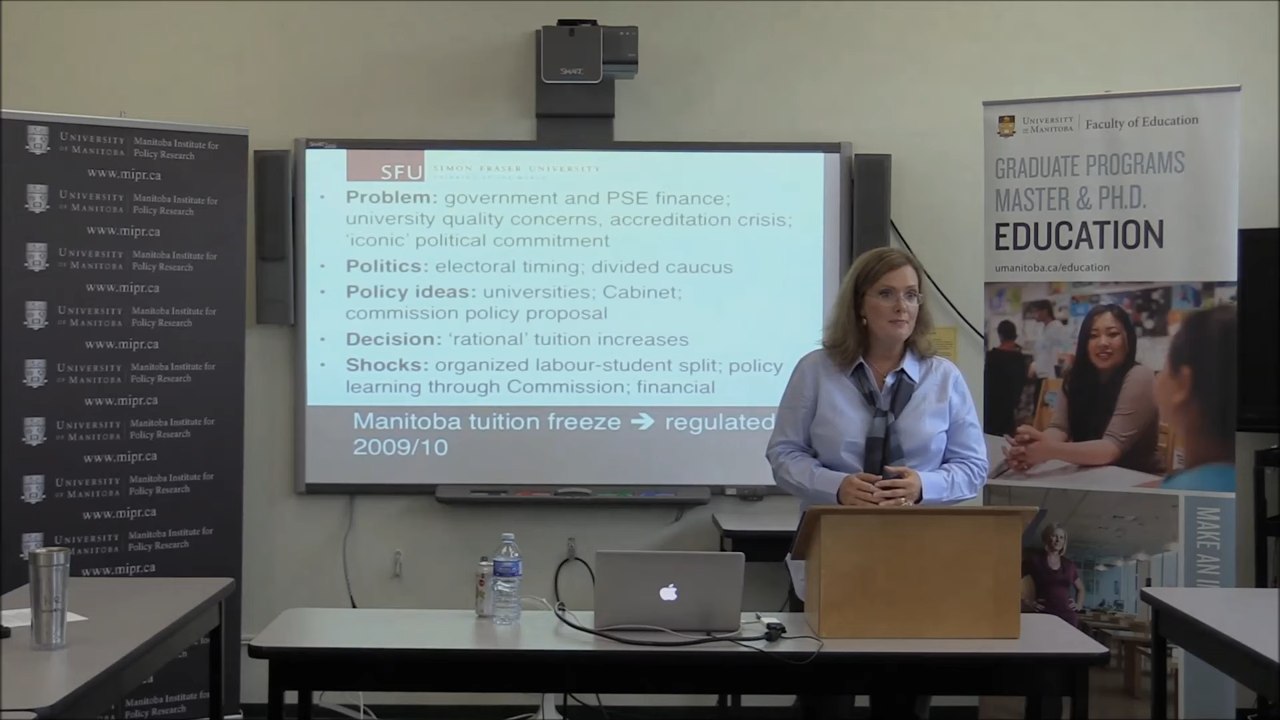 UNIVERSITY OF MANITOBA Manitoba Institute for Policy Research
www.mipr.ca
UNIVERSITY OF MANITOBA Manitoba Institute for Policy Research
www.mipr.ca
UNIVERSITY OF MANITOBA Manitoba Institute for Policy Research
www.mipr.ca
UNIVERSITY OF MANITOBA Manitoba Institute for Policy Research
www.mipr.ca
UNIVERSITY OF MANITOBA Manitoba Institute for Policy Research
www.mipr.ca
UNIVERSITY OF MANITOBA Manitoba Institute for Policy Research
www.mipr.ca
UNIVERSITY OF MANITOBA Manitoba Institute for Policy Research
www.mipr.ca
UNIVERSITY OF MANITOBA Manitoba Institute for Policy Research
www.mipr.ca
Manitoba Institute for
Policy Research
SMART
SFU SIMON FRASER UNIVERSITY
• Problem: government and PSE finance;
university quality concerns, accreditation crisis;
'iconic' political commitment
• Politics: electoral timing; divided caucus
• Policy ideas: universities; Cabinet;
commission policy proposal
• Decision: 'rational' tuition increases
• Shocks: organized labour-student split; policy
learning through Commission; financial
Manitoba tuition freeze → regulated
2009/10
UNIVERSITY OF MANITOBA Faculty of Education
GRADUATE PROGRAMS
MASTER & PH.D.
EDUCATION
umanitoba.ca/education
MAKE AN